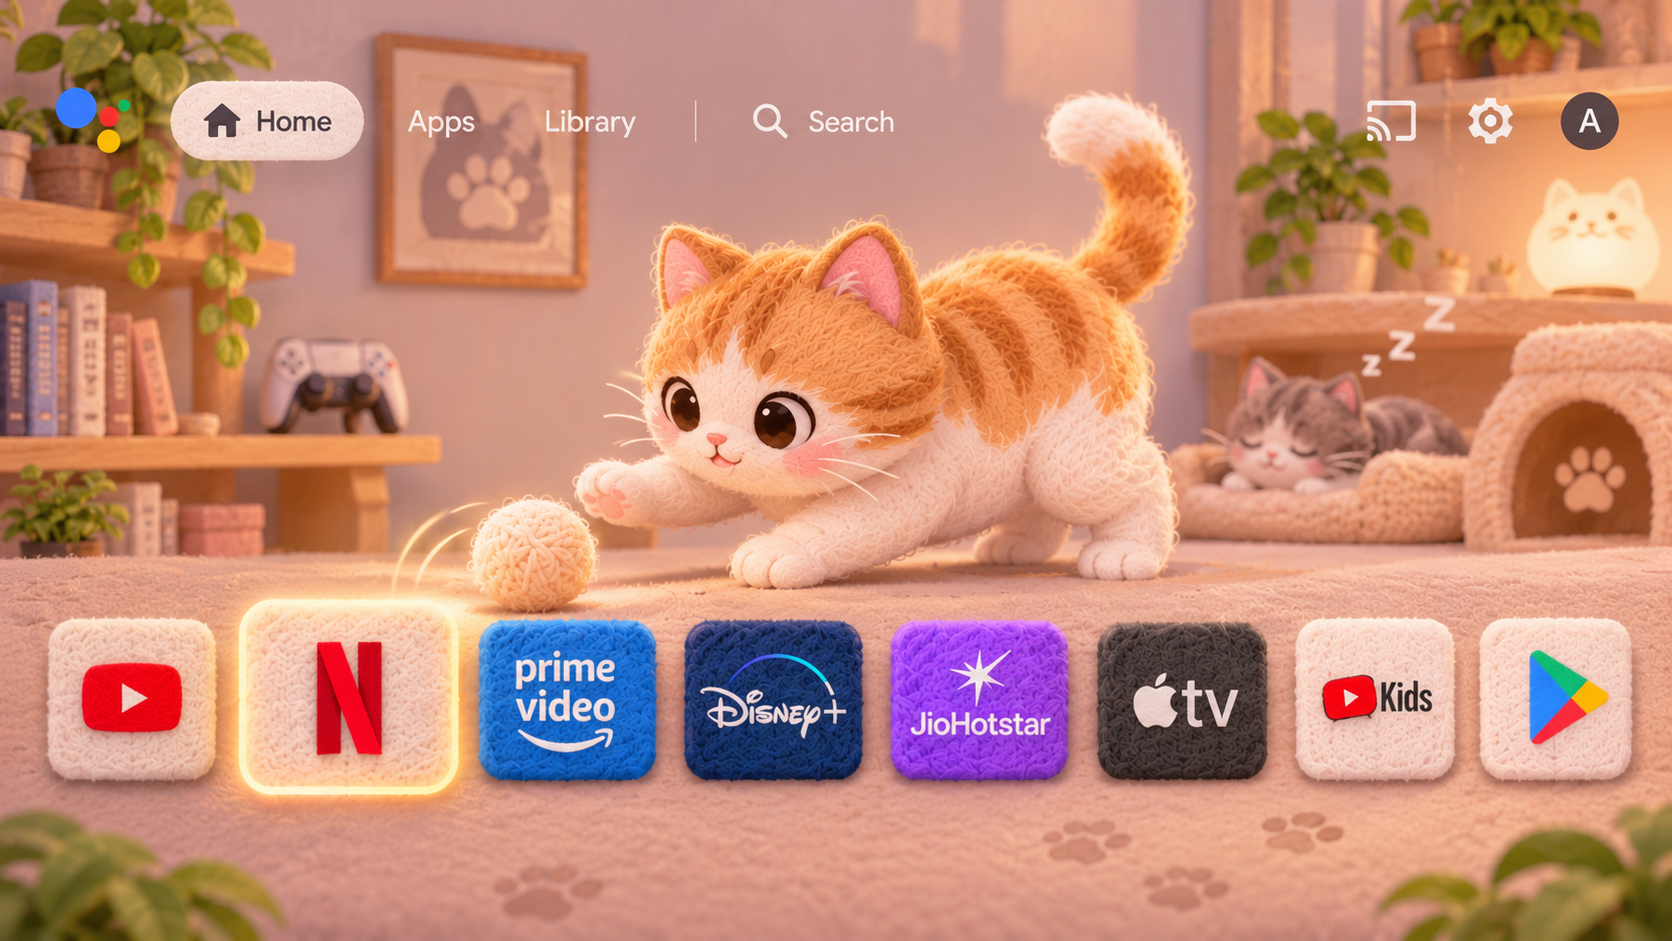 Home
Apps
Library
Search
A
z
z
z
N
prime
video
Disney+
JioHotstar
tv
Kids